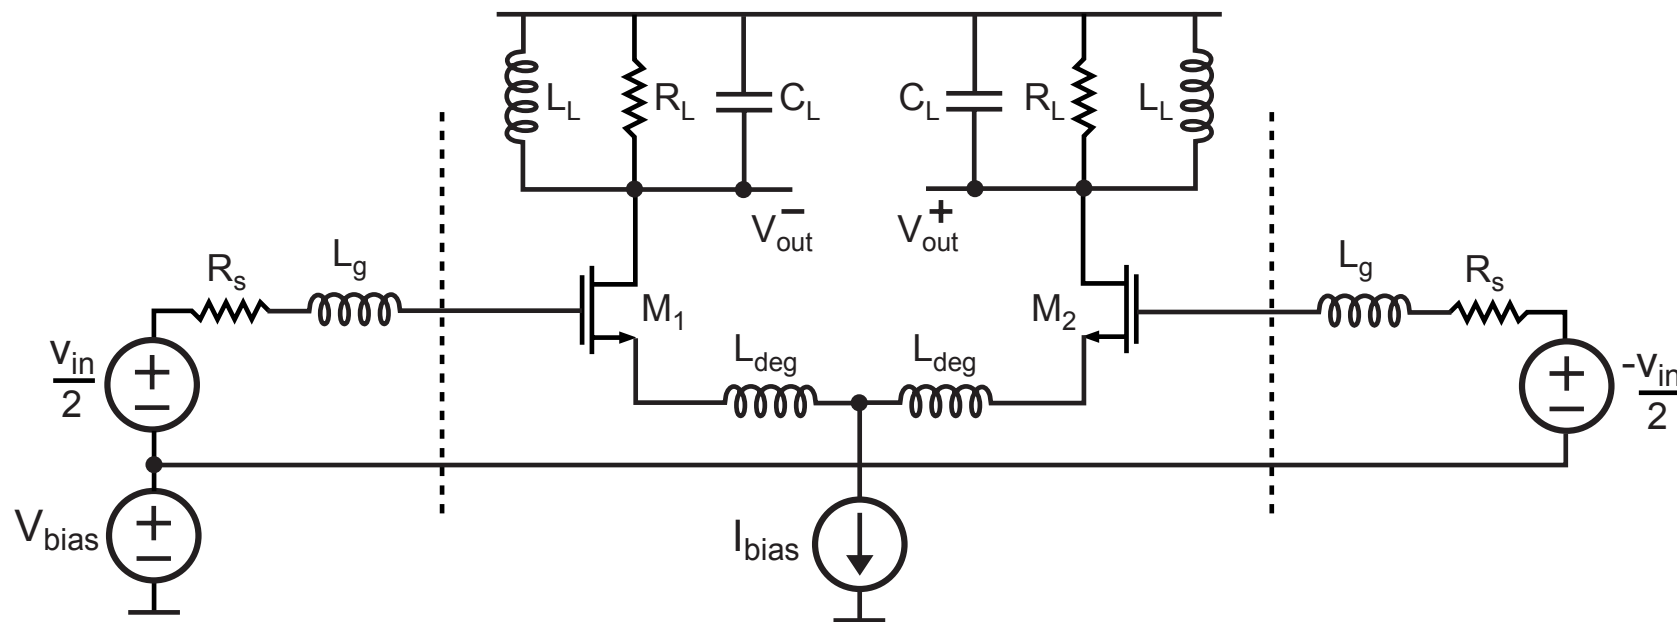 L_L R_L C_L C_L R_L L_L
V_out^− V_out^+
R_s L_g L_g R_s
M_1 M_2
v_in/2 L_deg L_deg -v_in/2
V_bias I_bias